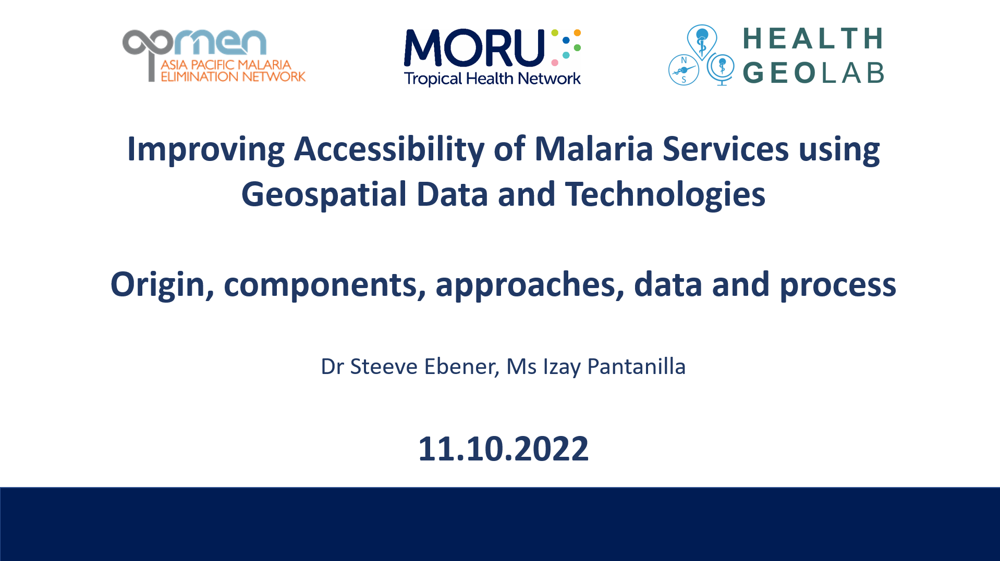 apmen
ASIA PACIFIC MALARIA
ELIMINATION NETWORK
MORU
Tropical Health Network
N
S
HEALTH
GEOLAB
Improving Accessibility of Malaria Services using
Geospatial Data and Technologies
Origin, components, approaches, data and process
Dr Steeve Ebener, Ms Izay Pantanilla
11.10.2022